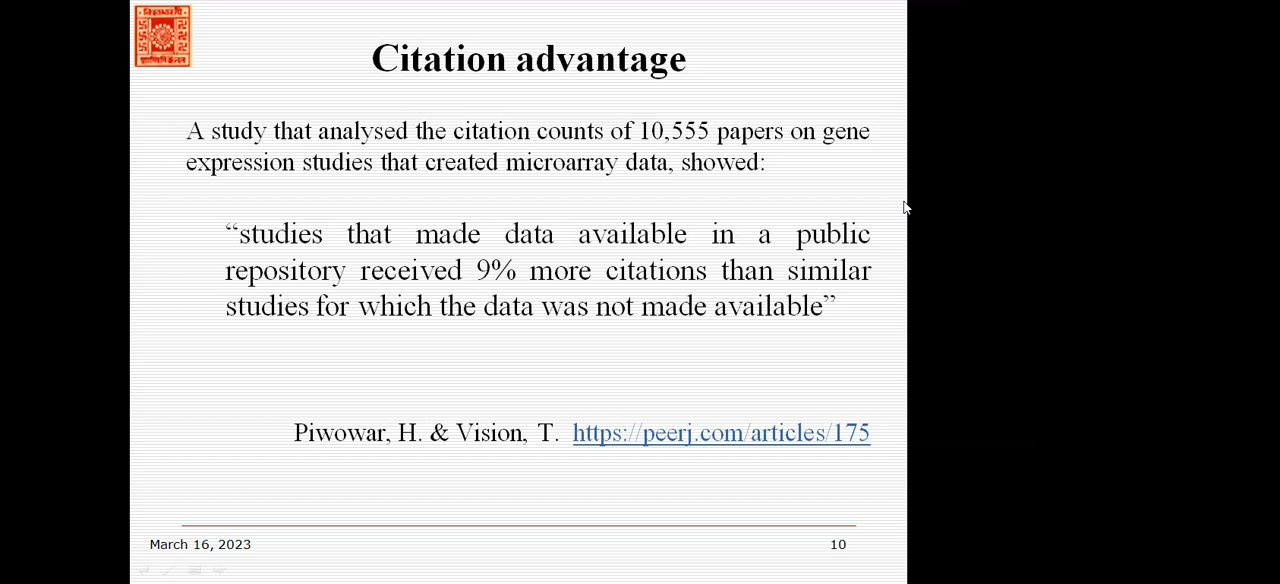 Citation advantage
A study that analysed the citation counts of 10,555 papers on gene
expression studies that created microarray data, showed:
“studies that made data available in a public
repository received 9% more citations than similar
studies for which the data was not made available”
Piwowar, H. & Vision, T. https://peerj.com/articles/175
March 16, 2023
10